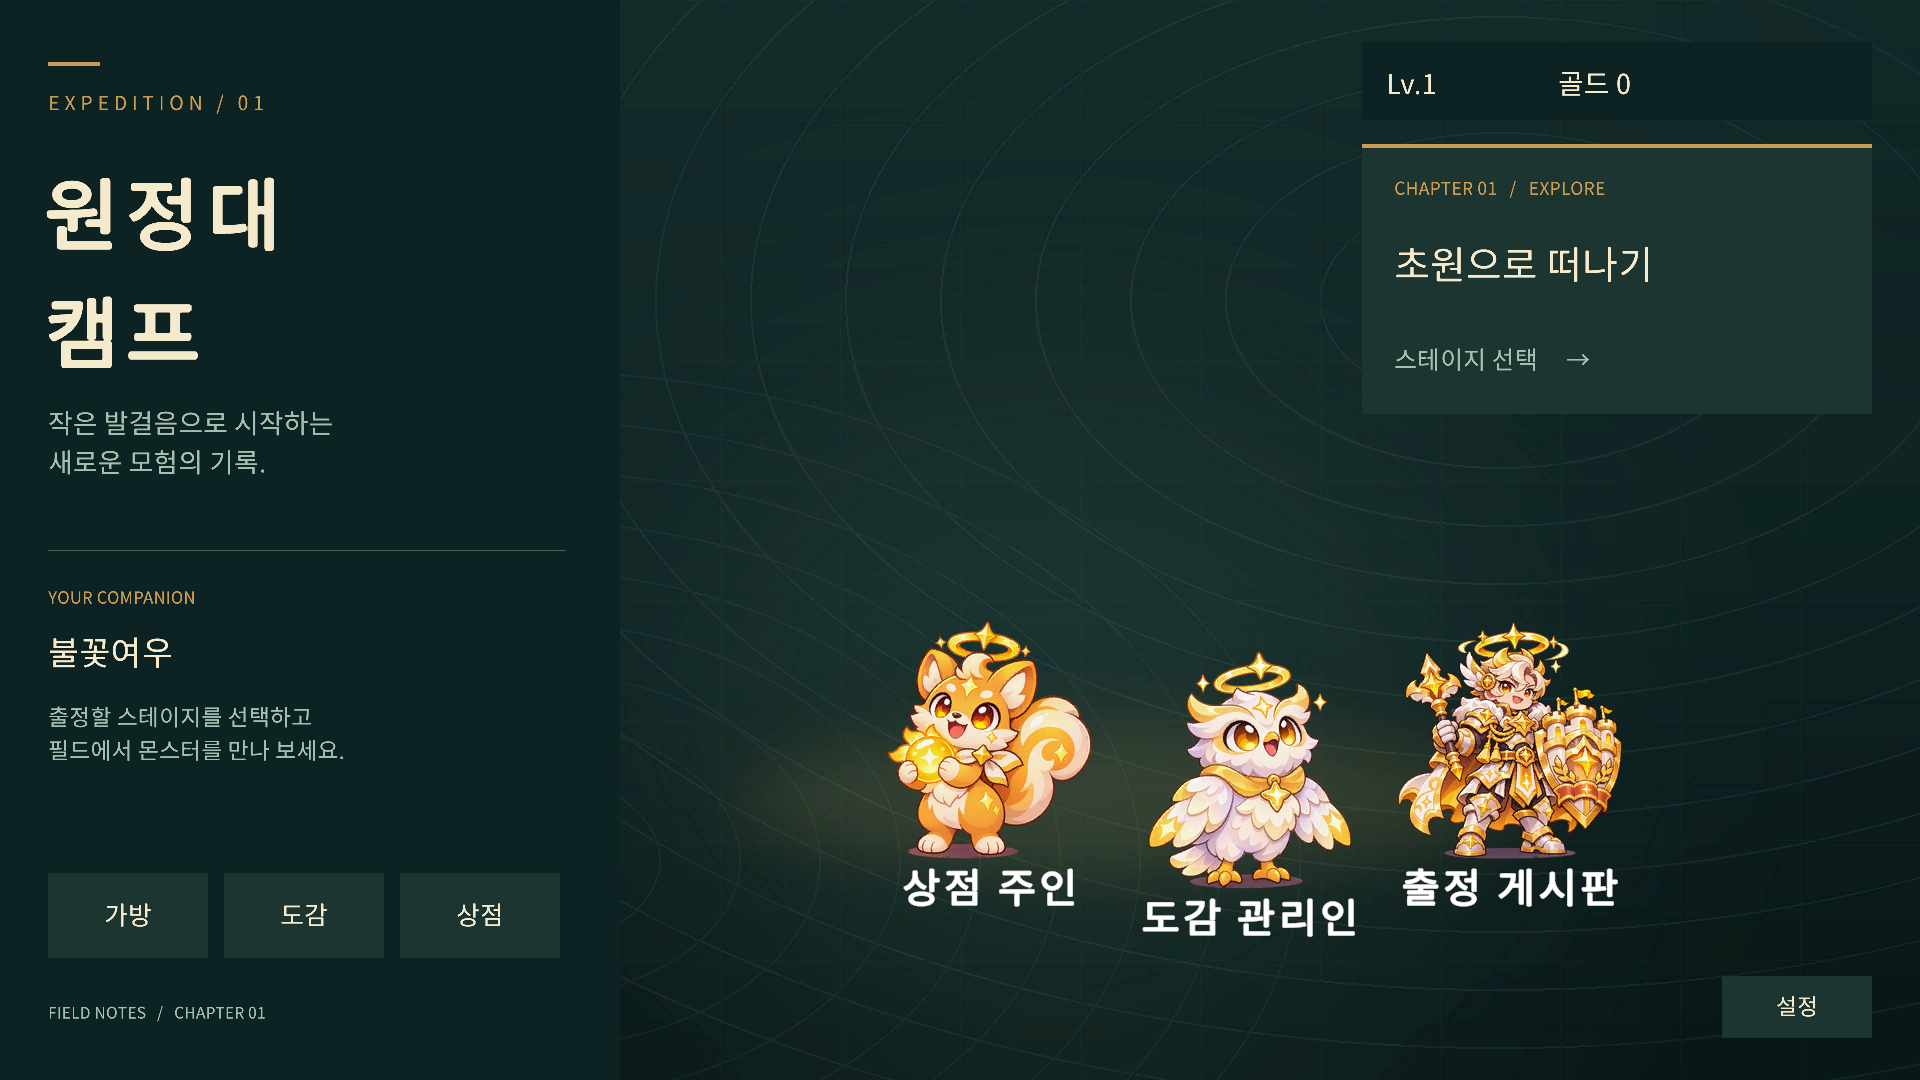 EXPEDITION / 01
원정대
캠프
작은 발걸음으로 시작하는
새로운 모험의 기록.
YOUR COMPANION
불꽃여우
출정할 스테이지를 선택하고
필드에서 몬스터를 만나 보세요.
가방 도감 상점
FIELD NOTES / CHAPTER 01
Lv.1 골드 0
CHAPTER 01 / EXPLORE
초원으로 떠나기
스테이지 선택 →
상점 주인
도감 관리인
출정 게시판
설정